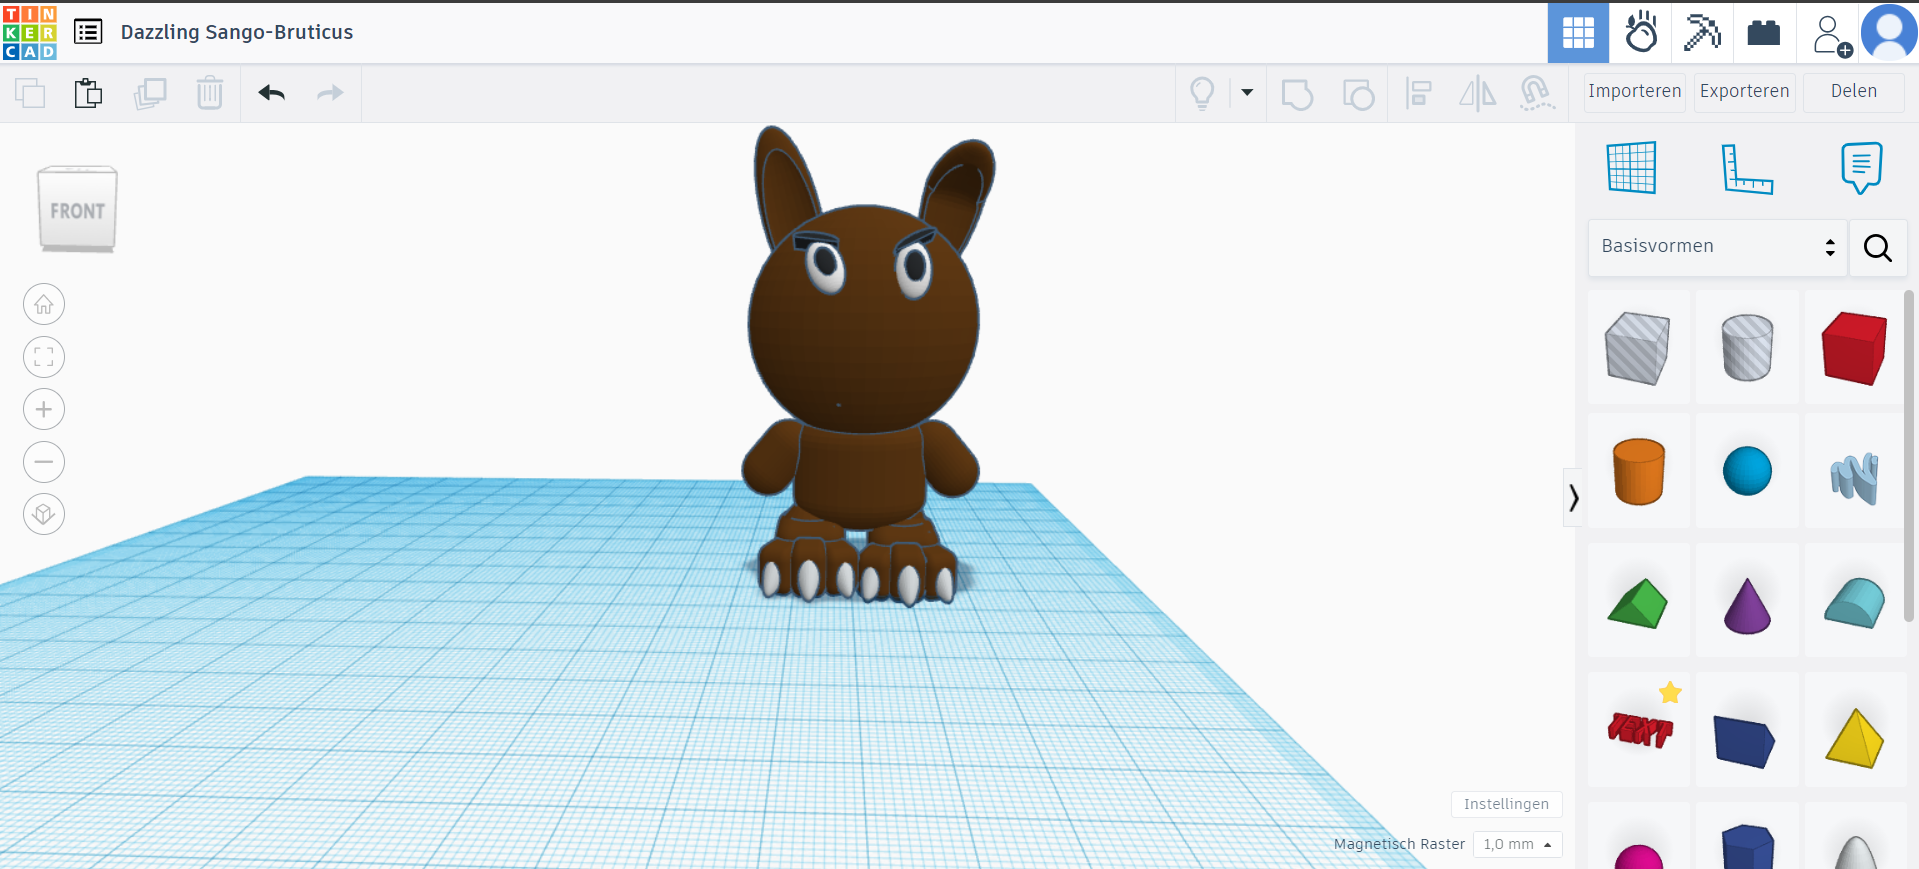 TIN
KER
CAD
Dazzling Sango-Bruticus
Importeren
Exporteren
Delen
FRONT
Basisvormen
TEXT
Instellingen
Magnetisch Raster
1,0 mm